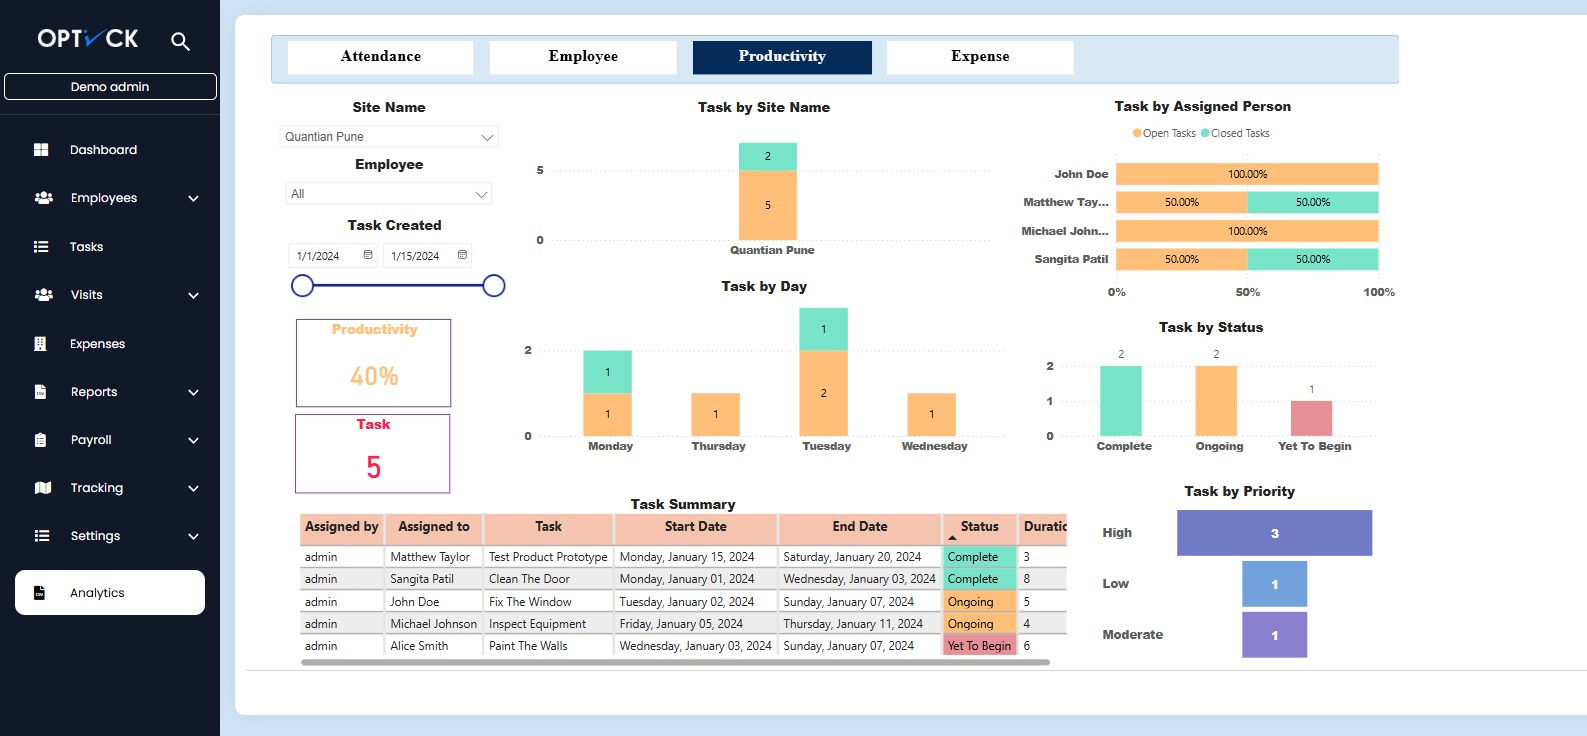 OPTVCK
Demo admin
Dashboard
Employees
Tasks
Visits
Expenses
Reports
Payroll
Tracking
Settings
Analytics
Attendance
Employee
Productivity
Expense
Site Name
Quantian Pune
Employee
All
Task Created
1/1/2024 1/15/2024
Productivity
40%
Task
5
Task by Site Name
5
0
2
5
Quantian Pune
Task by Day
2
0
1
1
1
1
2
1
Monday Thursday Tuesday Wednesday
Task by Assigned Person
Open Tasks Closed Tasks
John Doe 100.00%
Matthew Tay... 50.00% 50.00%
Michael John... 100.00%
Sangita Patil 50.00% 50.00%
0% 50% 100%
Task by Status
2 2 1
2
1
0
Complete Ongoing Yet To Begin
Task by Priority
High 3
Low 1
Moderate 1
Task Summary
Assigned by Assigned to Task Start Date End Date Status Duratic
admin Matthew Taylor Test Product Prototype Monday, January 15, 2024 Saturday, January 20, 2024 Complete 3
admin Sangita Patil Clean The Door Monday, January 01, 2024 Wednesday, January 03, 2024 Complete 8
admin John Doe Fix The Window Tuesday, January 02, 2024 Sunday, January 07, 2024 Ongoing 5
admin Michael Johnson Inspect Equipment Friday, January 05, 2024 Thursday, January 11, 2024 Ongoing 4
admin Alice Smith Paint The Walls Wednesday, January 03, 2024 Sunday, January 07, 2024 Yet To Begin 6